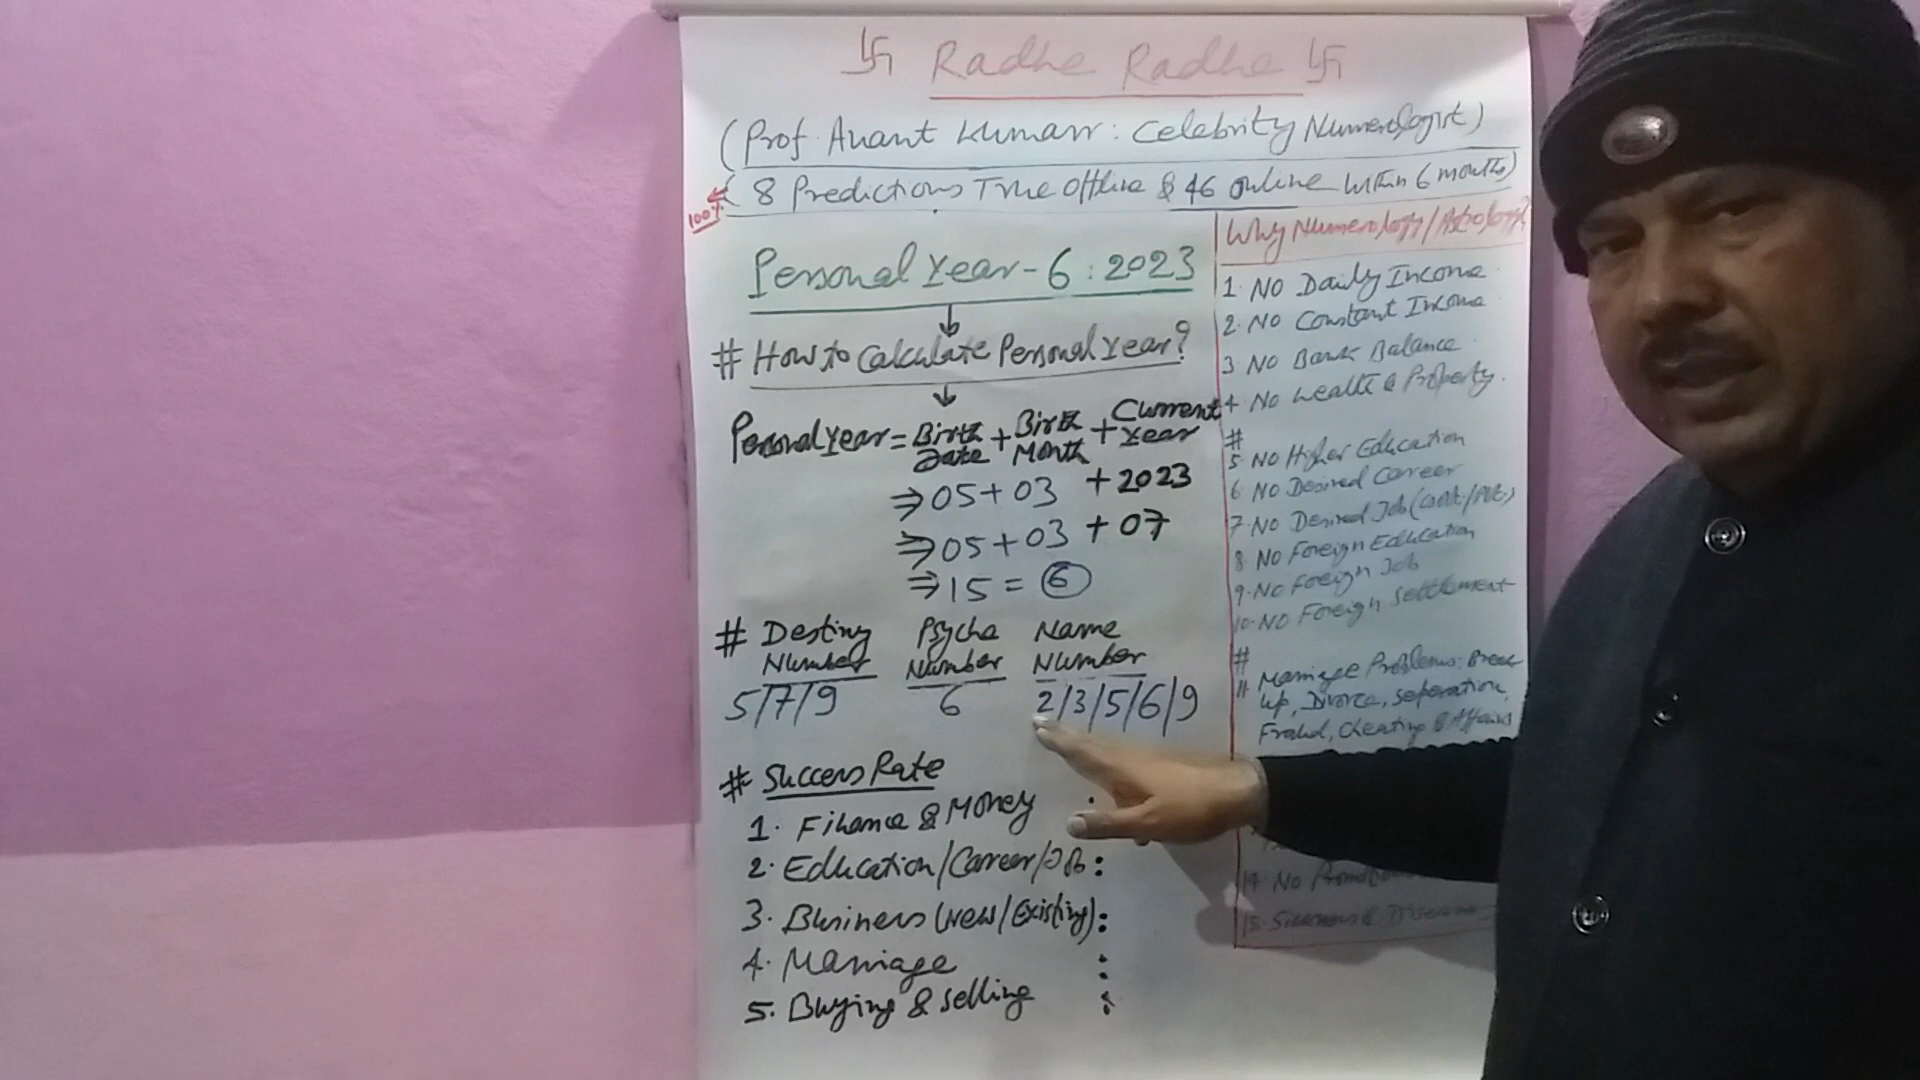 卐 Radhe Radhe 卐
(Prof. Anant Kumarr: Celebrity Numerologist)
100% ← ( 8 Predictions True Offline & 46 online within 6 months)
Personal Year - 6 : 2023
↓
# How to Calculate Personal Year?
↓
Personal Year = Birth Date + Birth Month + Current Year
⇒ 05 + 03 + 2023
⇒ 05 + 03 + 07
⇒ 15 = 6
# Destiny Psyche Name
Number Number Number
5/7/9 6 2/3/5/6/9
# Success Rate
1. Finance & Money :
2. Education/Career/Job :
3. Business (New/Existing) :
4. Marriage :
5. Buying & Selling :
Why Numerology/Astrology?
1. No Daily Income
2. No Constant Income
3. No Bank Balance
4. No Wealth & Property.
#
5. No Higher Education
6. No Desired Career
7. No Desired Job (Govt./Pvt.)
8. No Foreign Education
9. No Foreign Job
10. No Foreign Settlement
#
11. Marriage Problems: Break
up, Divorce, Seperation,
Fraud, Cheating & Affairs
14. No
15.